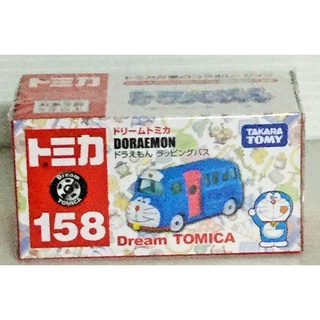 トミカ
Dream
TOMICA
158
ドリームトミカ
DORAEMON
ドラえもん ラッピングバス
TAKARA
TOMY
Dream TOMICA